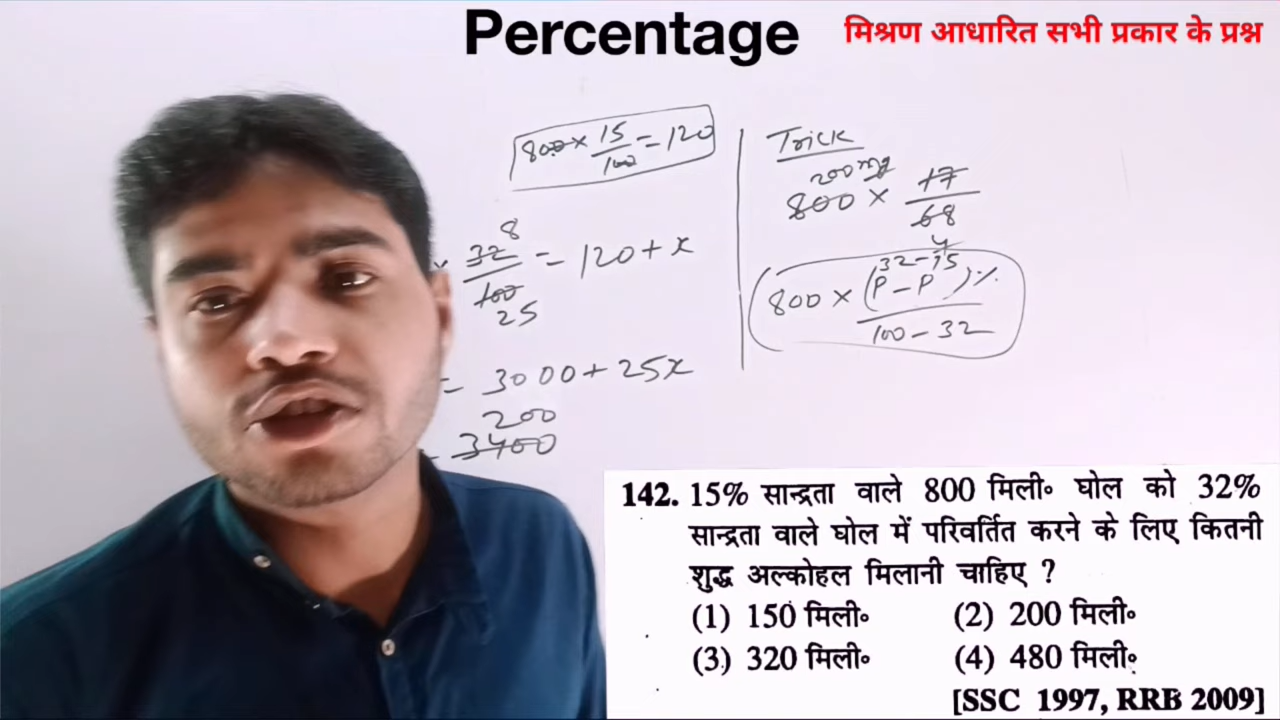 Percentage
मिश्रण आधारित सभी प्रकार के प्रश्न
800 × 15/100 = 120
× 32/100 = 120 + x
8
25
= 3000 + 25x
200
3400
Trick
200
800 × 17/68
4
32 - 15
800 × (P - P)%/100 - 32
142. 15% सान्द्रता वाले 800 मिली॰ घोल को 32%
सान्द्रता वाले घोल में परिवर्तित करने के लिए कितनी
शुद्ध अल्कोहल मिलानी चाहिए ?
(1) 150 मिली॰ (2) 200 मिली॰
(3) 320 मिली॰ (4) 480 मिली॰
[SSC 1997, RRB 2009]